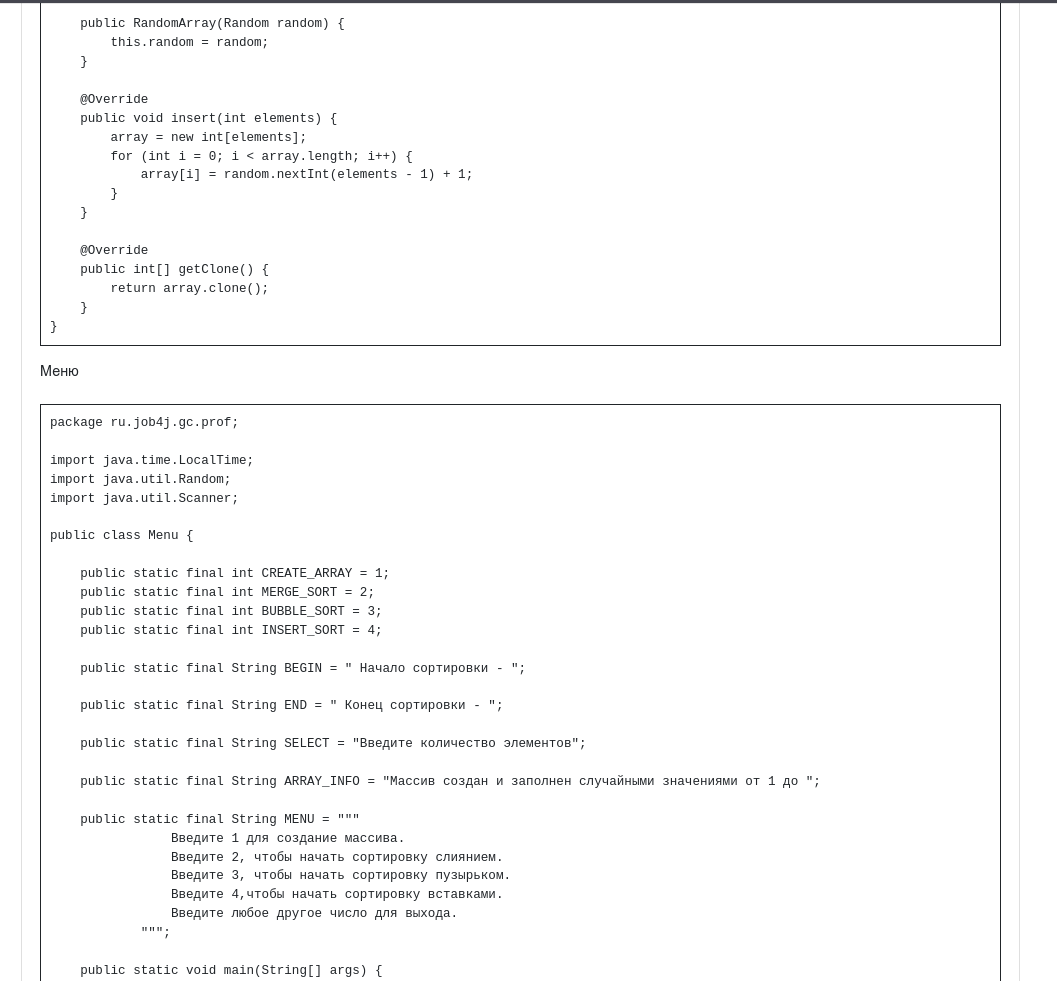 public RandomArray(Random random) {
        this.random = random;
    }

    @Override
    public void insert(int elements) {
        array = new int[elements];
        for (int i = 0; i < array.length; i++) {
            array[i] = random.nextInt(elements - 1) + 1;
        }
    }

    @Override
    public int[] getClone() {
        return array.clone();
    }
}
Меню
package ru.job4j.gc.prof;

import java.time.LocalTime;
import java.util.Random;
import java.util.Scanner;

public class Menu {

    public static final int CREATE_ARRAY = 1;
    public static final int MERGE_SORT = 2;
    public static final int BUBBLE_SORT = 3;
    public static final int INSERT_SORT = 4;

    public static final String BEGIN = " Начало сортировки - ";

    public static final String END = " Конец сортировки - ";

    public static final String SELECT = "Введите количество элементов";

    public static final String ARRAY_INFO = "Массив создан и заполнен случайными значениями от 1 до ";

    public static final String MENU = """
                Введите 1 для создание массива.
                Введите 2, чтобы начать сортировку слиянием.
                Введите 3, чтобы начать сортировку пузырьком.
                Введите 4,чтобы начать сортировку вставками.
                Введите любое другое число для выхода.
            """;

    public static void main(String[] args) {